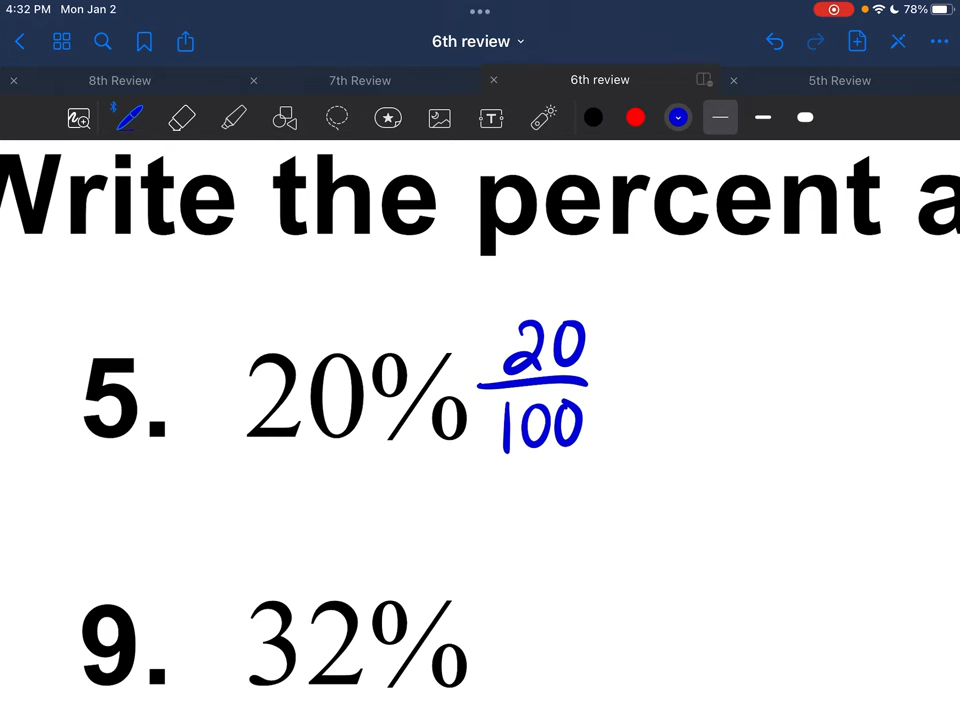 4:32 PM Mon Jan 2
78%
6th review
8th Review
7th Review
6th review
5th Review
Write the percent a
5. 20% 20/100
9. 32%